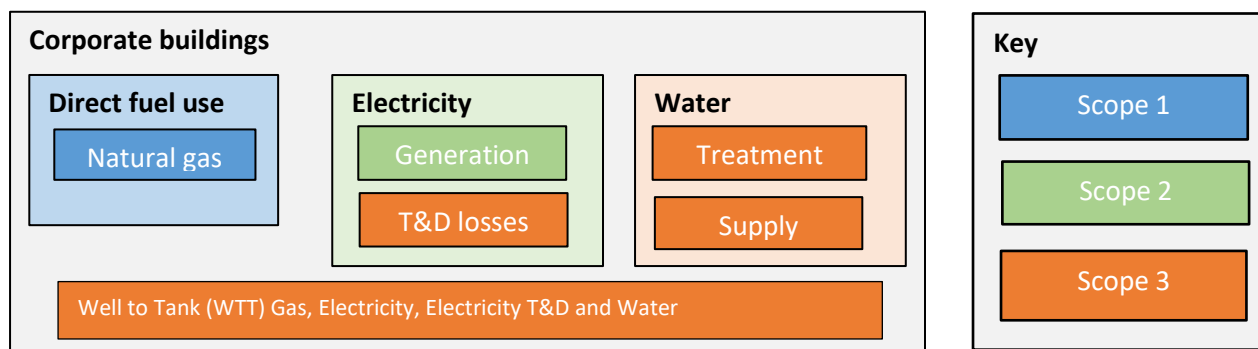 Corporate buildings
Direct fuel use
Natural gas
Electricity
Generation
T&D losses
Water
Treatment
Supply
Well to Tank (WTT) Gas, Electricity, Electricity T&D and Water
Key
Scope 1
Scope 2
Scope 3